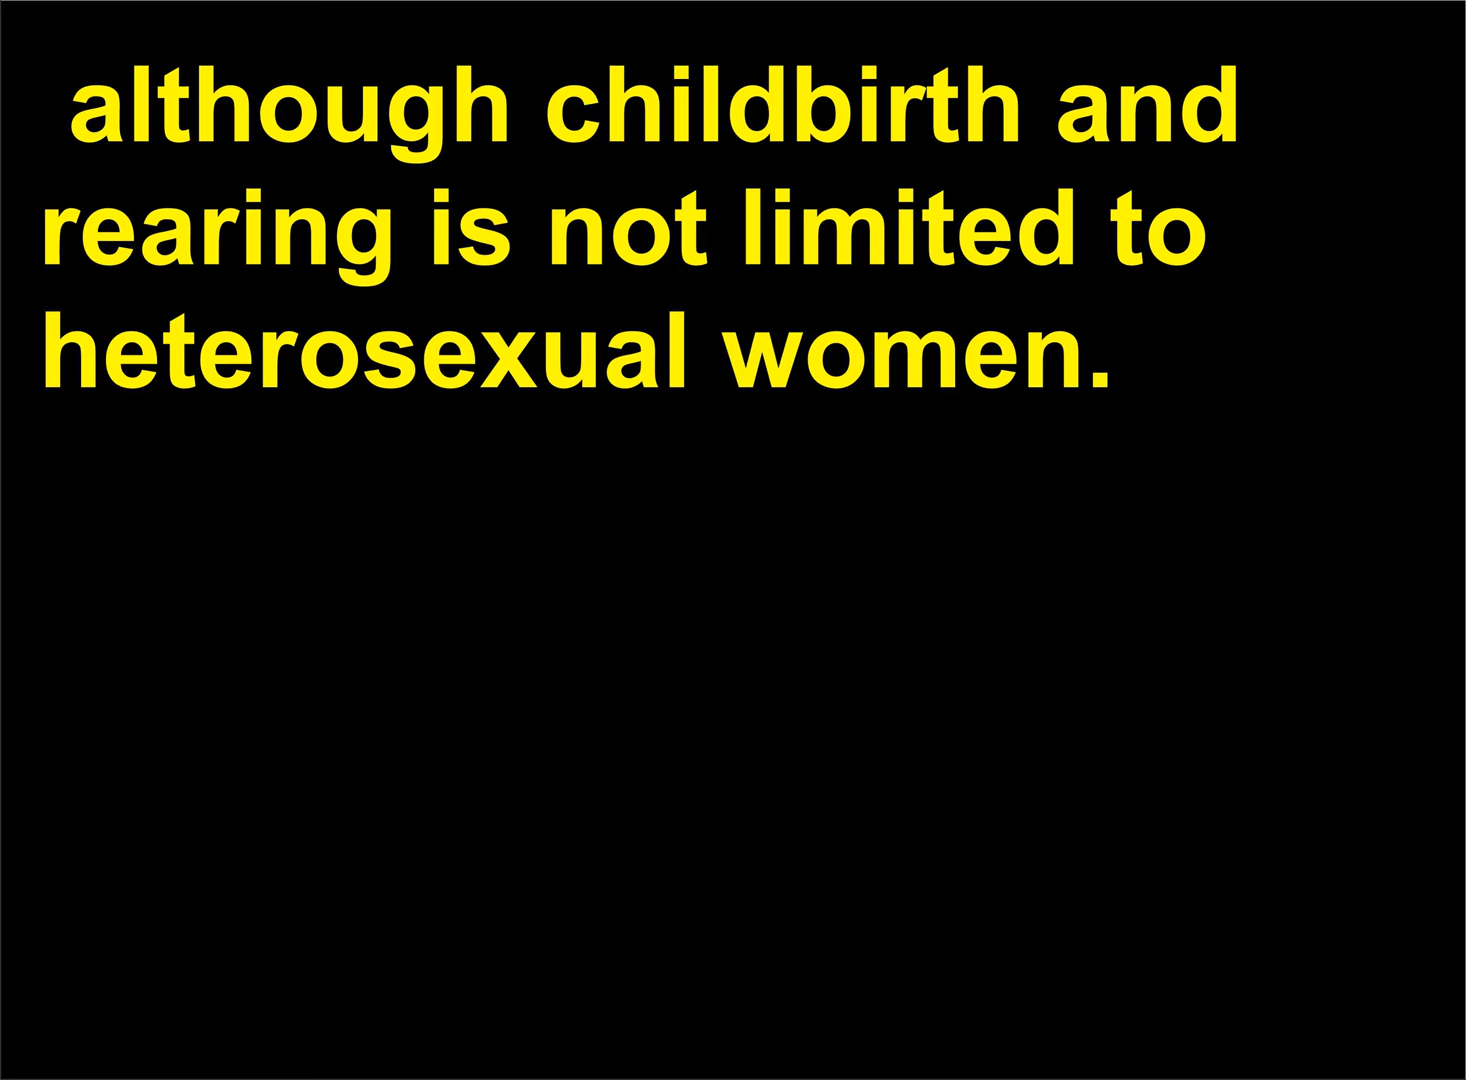 although childbirth and
rearing is not limited to
heterosexual women.